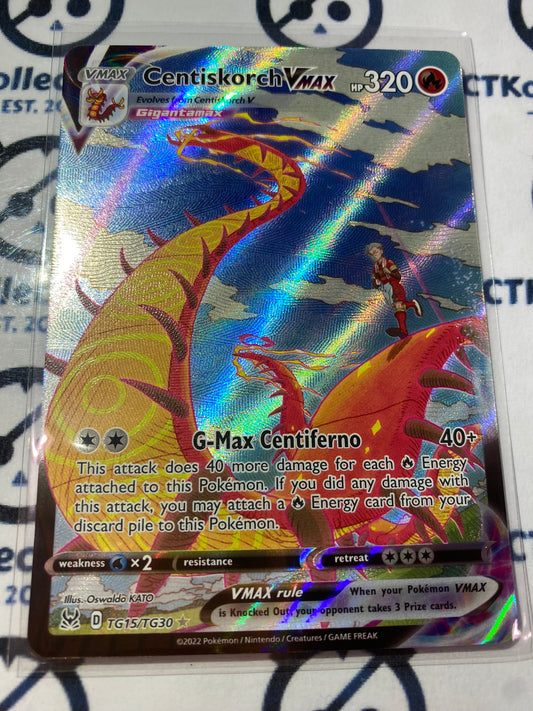 VMAX
Centiskorch VMAX HP 320
Evolves from Centiskorch V
Gigantamax
G-Max Centiferno 40+
This attack does 40 more damage for each Energy
attached to this Pokémon. If you did any damage with
this attack, you may attach a Energy card from your
discard pile to this Pokémon.
weakness ×2 resistance retreat
Illus. Oswaldo KATO
VMAX rule When your Pokémon VMAX
is Knocked Out, your opponent takes 3 Prize cards.
D TG15/TG30
©2022 Pokémon / Nintendo / Creatures / GAME FREAK